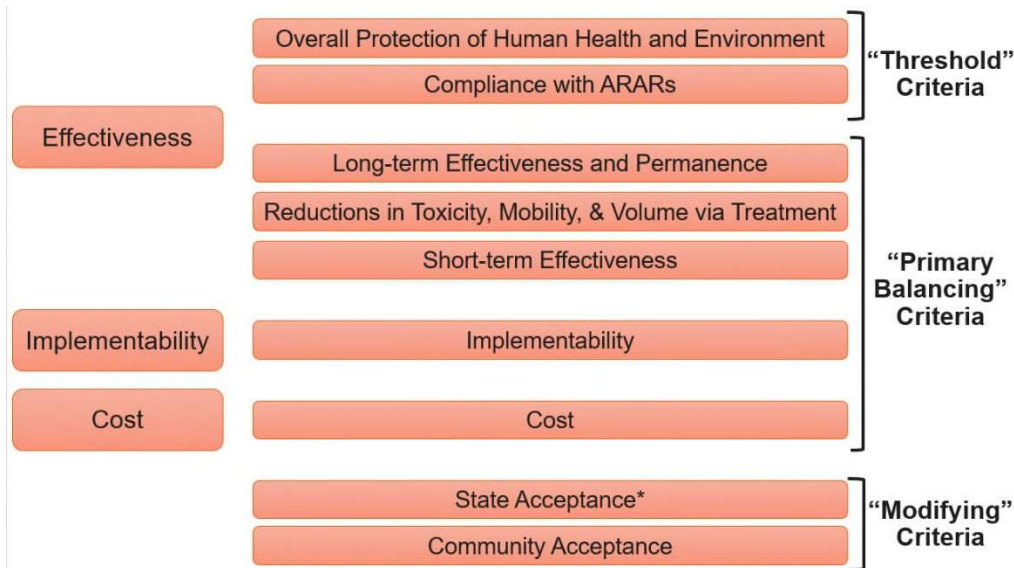 Overall Protection of Human Health and Environment
Compliance with ARARs
“Threshold”
Criteria
Effectiveness
Long-term Effectiveness and Permanence
Reductions in Toxicity, Mobility, & Volume via Treatment
Short-term Effectiveness
“Primary
Balancing”
Criteria
Implementability
Implementability
Cost
Cost
State Acceptance*
Community Acceptance
“Modifying”
Criteria